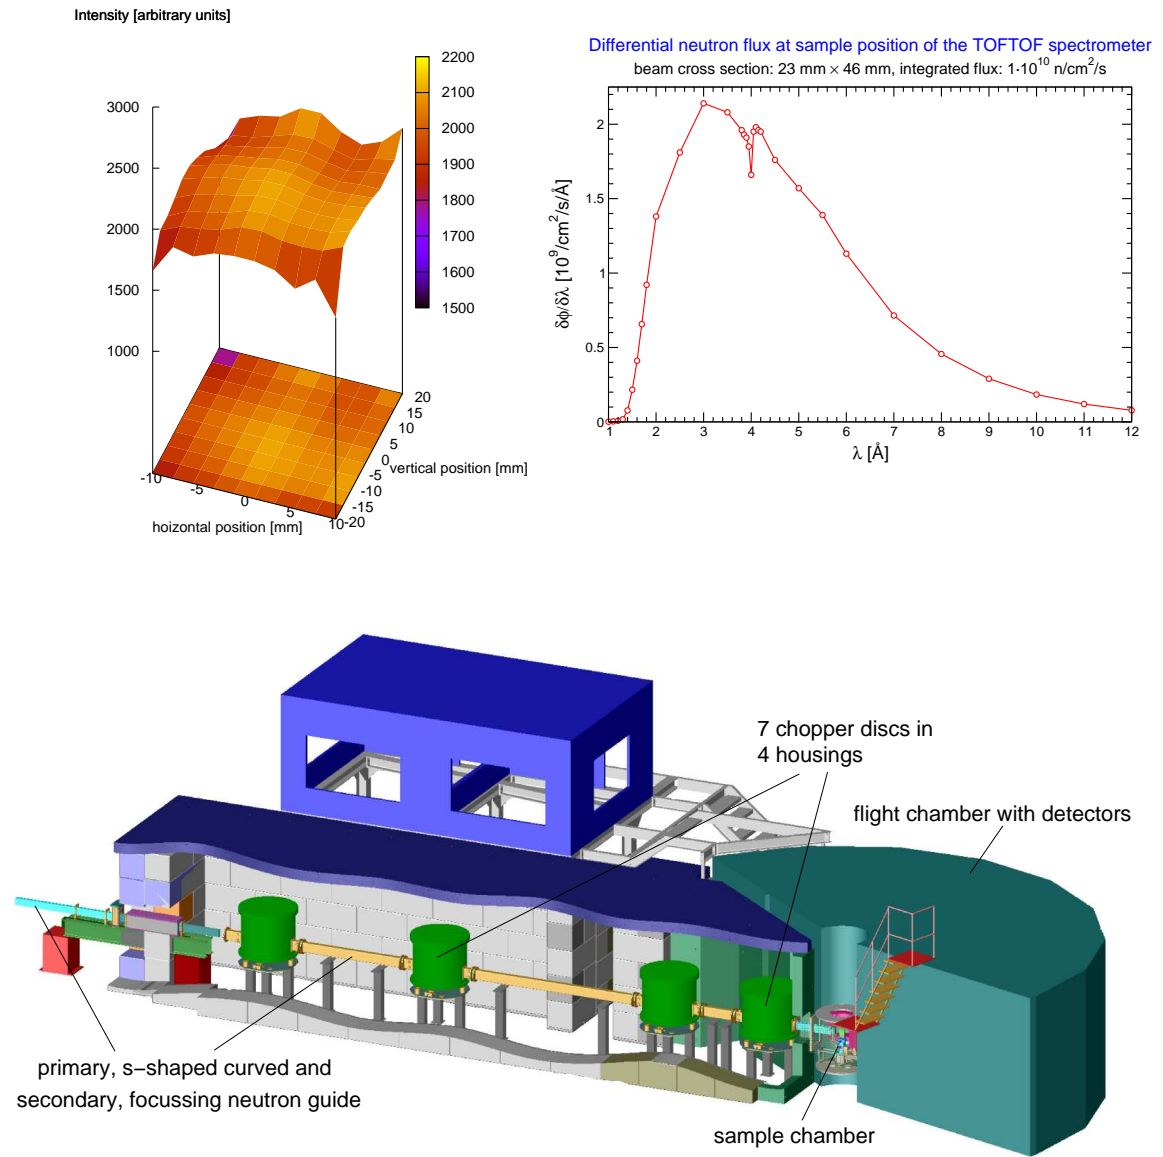 Intensity [arbitrary units]
3000
2500
2000
1500
1000
2200
2100
2000
1900
1800
1700
1600
1500
20
15
10
5
0
-5
-10
-15
-20
vertical position [mm]
-10
-5
0
5
10
hoizontal position [mm]
Differential neutron flux at sample position of the TOFTOF spectrometer
beam cross section: 23 mm × 46 mm, integrated flux: 1·10^10 n/cm^2/s
2
1.5
1
0.5
0
δϕ/δλ [10^9/cm^2/s/Å]
1 2 3 4 5 6 7 8 9 10 11 12
λ [Å]
7 chopper discs in
4 housings
flight chamber with detectors
primary, s−shaped curved and
secondary, focussing neutron guide
sample chamber